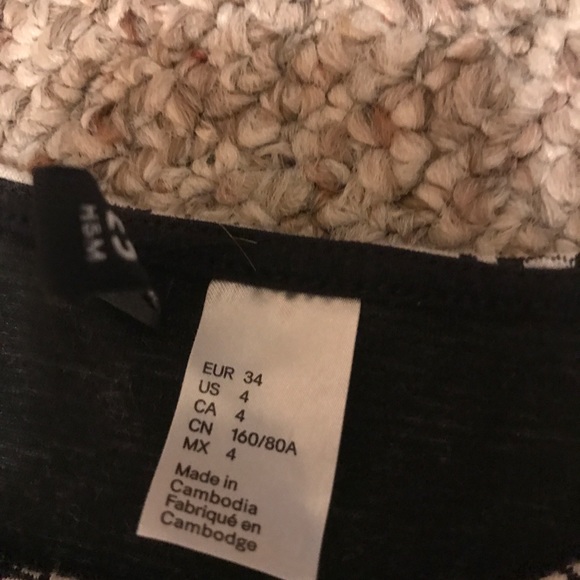 H&M
EUR 34
US 4
CA 4
CN 160/80A
MX 4
Made in
Cambodia
Fabriqué en
Cambodge